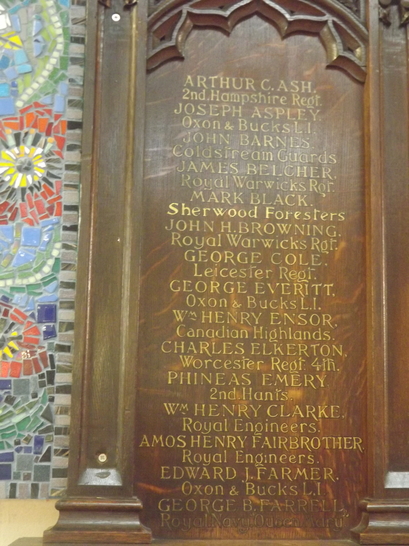 ARTHUR C. ASH.
2nd. Hampshire Regt.
JOSEPH ASPLEY.
Oxon & Bucks L.I.
JOHN BARNES.
Coldstream Guards
JAMES BELCHER.
Royal Warwicks Rgt.
MARK BLACK.
Sherwood Foresters
JOHN H. BROWNING.
Royal Warwicks Rgt.
GEORGE COLE.
Leicester Regt.
GEORGE EVERITT.
Oxon & Bucks L.I.
Wm HENRY ENSOR.
Canadian Highlands.
CHARLES ELKERTON.
Worcester Regt. 4th.
PHINEAS EMERY
2nd Hants.
Wm HENRY CLARKE.
Royal Engineers.
AMOS HENRY FAIRBROTHER.
Royal Engineers.
EDWARD J. FARMER.
Oxon & Bucks L.I
GEORGE B. FARRELL
Royal